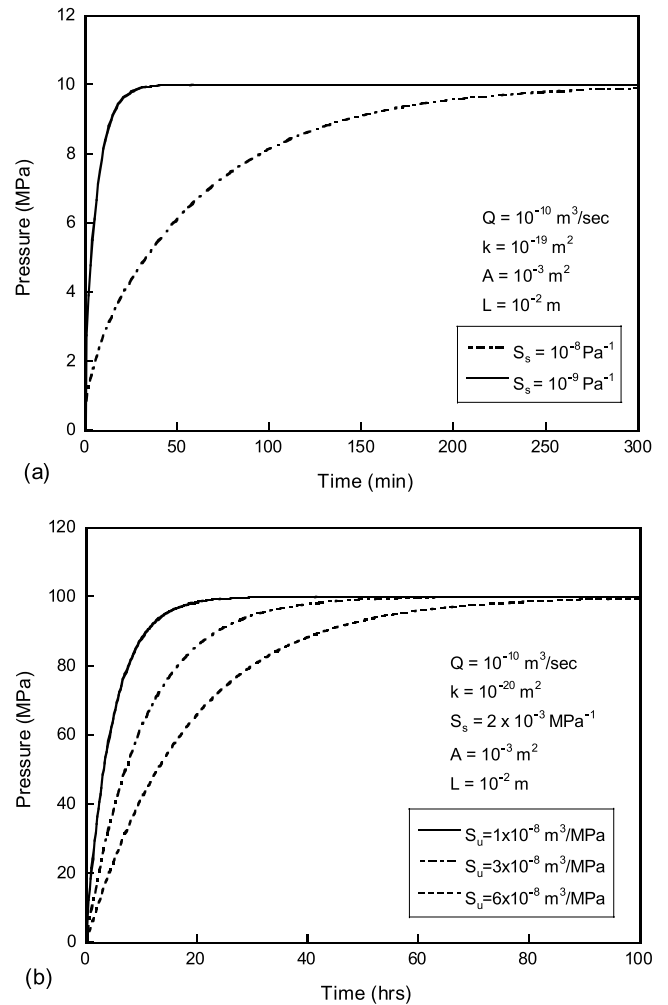 12
10
8
6
4
2
0
Pressure (MPa)
Q = 10⁻¹⁰ m³/sec
k = 10⁻¹⁹ m²
A = 10⁻³ m²
L = 10⁻² m
Sₛ = 10⁻⁸ Pa⁻¹
Sₛ = 10⁻⁹ Pa⁻¹
0 50 100 150 200 250 300
(a)
Time (min)
120
100
80
60
40
20
0
Pressure (MPa)
Q = 10⁻¹⁰ m³/sec
k = 10⁻²⁰ m²
Sₛ = 2 x 10⁻³ MPa⁻¹
A = 10⁻³ m²
L = 10⁻² m
Sᵤ=1x10⁻⁸ m³/MPa
Sᵤ=3x10⁻⁸ m³/MPa
Sᵤ=6x10⁻⁸ m³/MPa
0 20 40 60 80 100
(b)
Time (hrs)